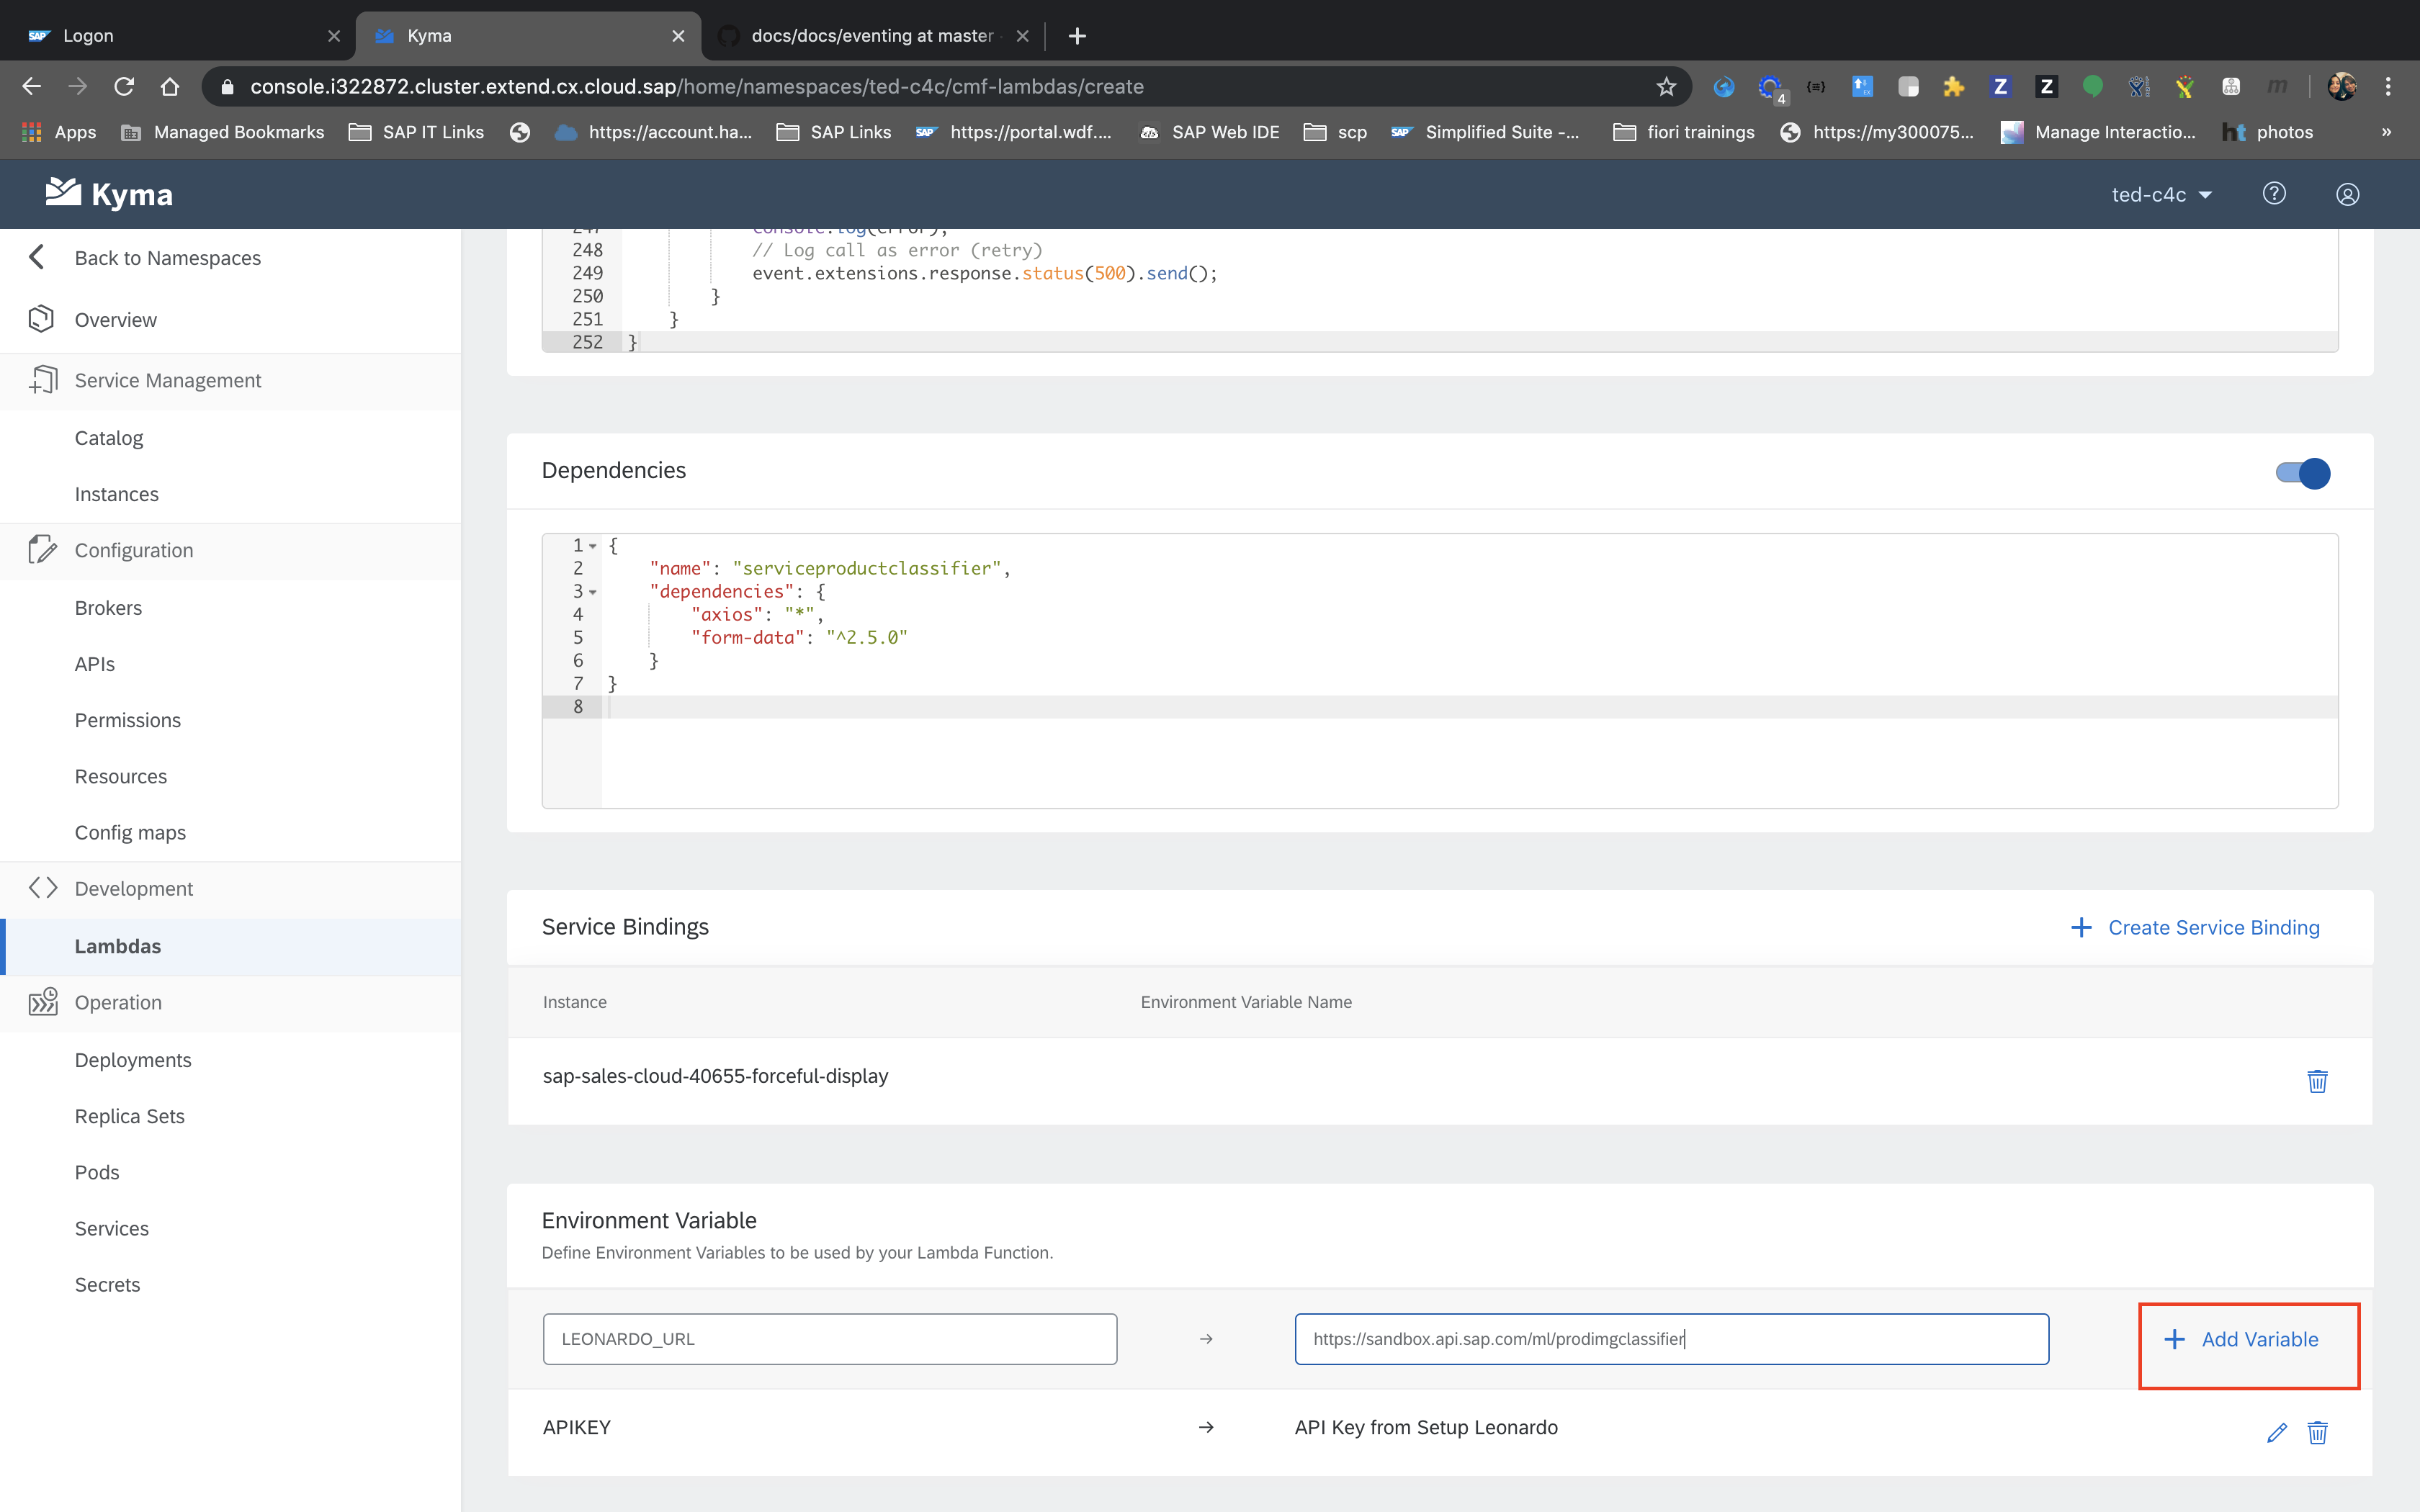 SAP Logon
Kyma
docs/docs/eventing at master
console.i322872.cluster.extend.cx.cloud.sap/home/namespaces/ted-c4c/cmf-lambdas/create
4
Z
Z
m
Apps
Managed Bookmarks
SAP IT Links
https://account.ha...
SAP Links
SAP https://portal.wdf....
SAP Web IDE
scp
SAP Simplified Suite -...
fiori trainings
https://my300075...
Manage Interactio...
ht photos
»
Kyma
ted-c4c
Back to Namespaces
Overview
Service Management
Catalog
Instances
Configuration
Brokers
APIs
Permissions
Resources
Config maps
Development
Lambdas
Operation
Deployments
Replica Sets
Pods
Services
Secrets
247 console.log(error);
248 // Log call as error (retry)
249 event.extensions.response.status(500).send();
250 }
251 }
252 }
Dependencies
1 {
2 "name": "serviceproductclassifier",
3 "dependencies": {
4 "axios": "*",
5 "form-data": "^2.5.0"
6 }
7 }
8
Service Bindings
+ Create Service Binding
Instance Environment Variable Name
sap-sales-cloud-40655-forceful-display
Environment Variable
Define Environment Variables to be used by your Lambda Function.
LEONARDO_URL → https://sandbox.api.sap.com/ml/prodimgclassifier + Add Variable
APIKEY → API Key from Setup Leonardo